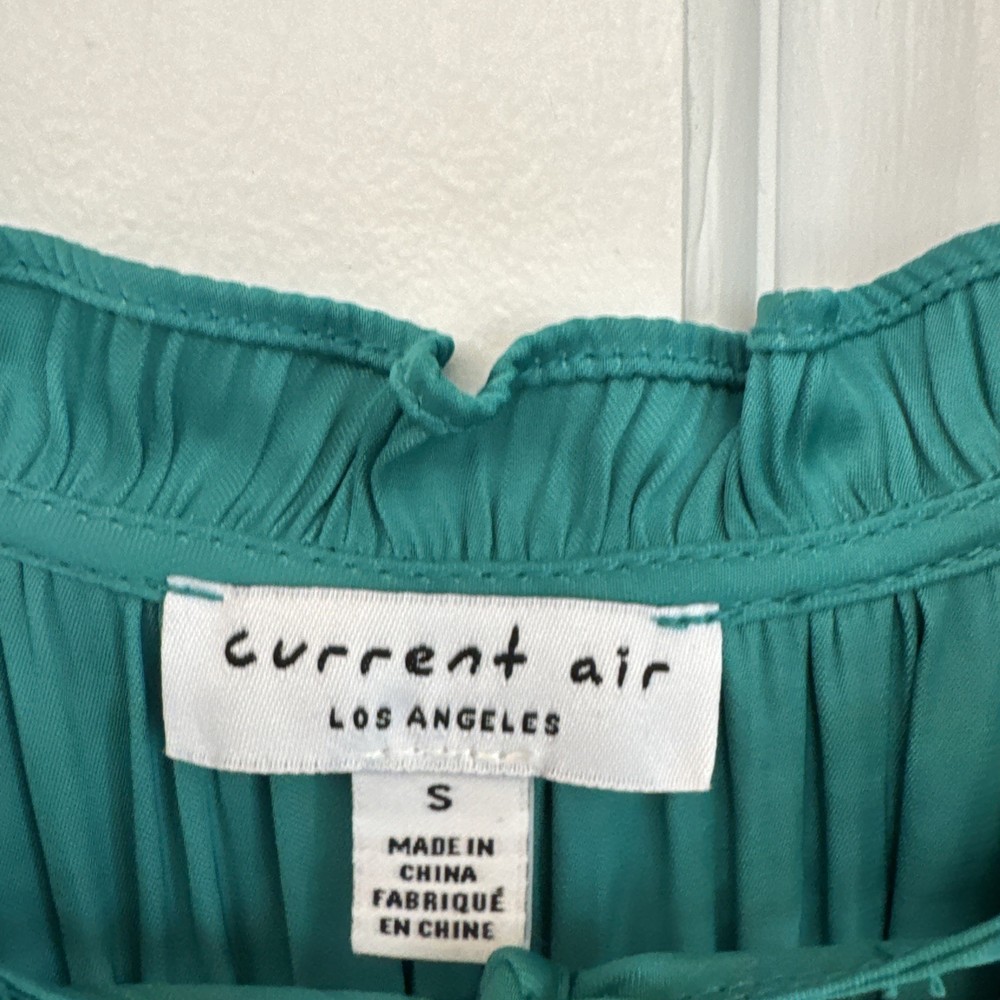 current air
LOS ANGELES
S
MADE IN
CHINA
FABRIQUÉ
EN CHINE